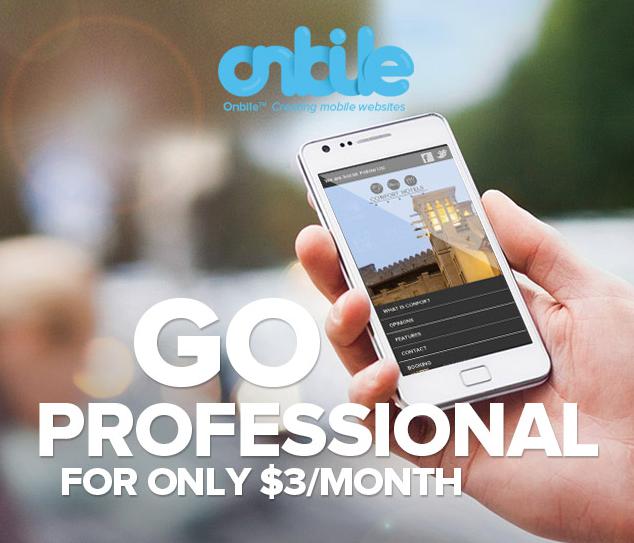 onbile
Onbile™ Creating mobile websites
We are Social. Follow Us!
COMFORT HOTELS
WHAT IS COMFORT
OPINIONS
FEATURES
CONTACT
BOOKING
GO
PROFESSIONAL
FOR ONLY $3/MONTH